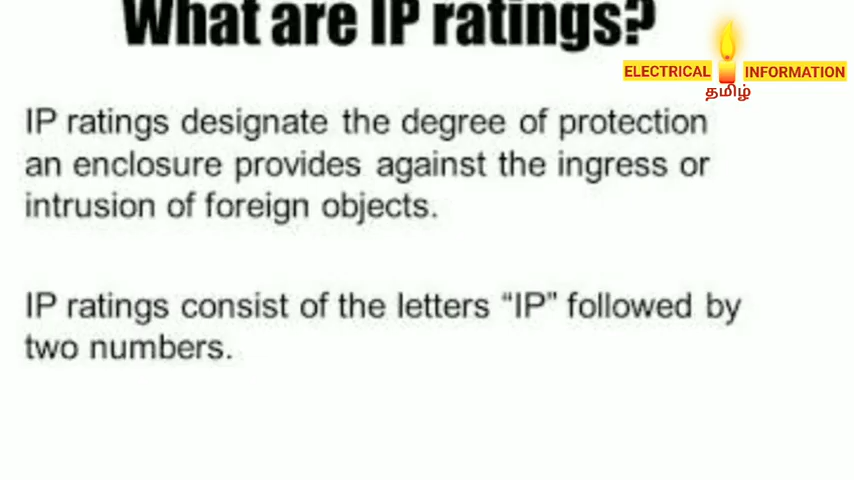 What are IP ratings?
ELECTRICAL INFORMATION
தமிழ்
IP ratings designate the degree of protection
an enclosure provides against the ingress or
intrusion of foreign objects.
IP ratings consist of the letters “IP” followed by
two numbers.